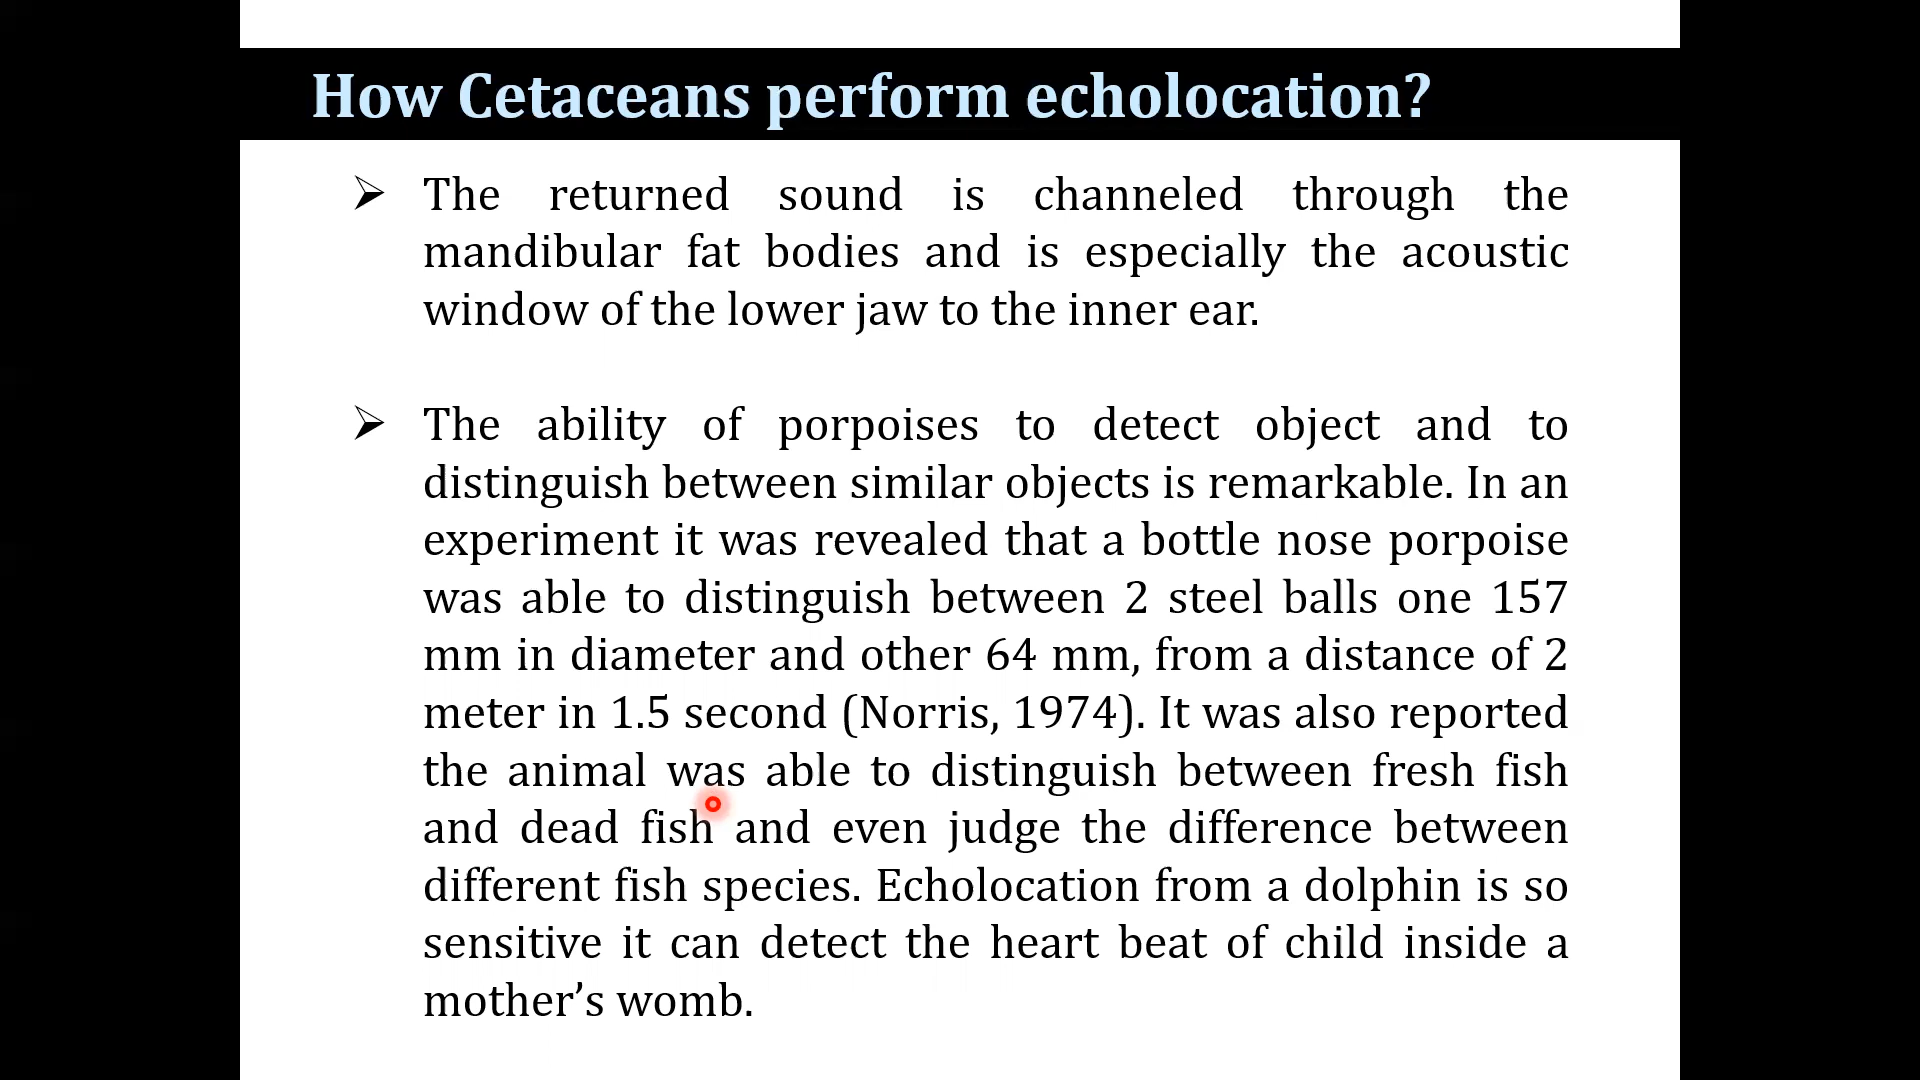 How Cetaceans perform echolocation?
The returned sound is channeled through the
mandibular fat bodies and is especially the acoustic
window of the lower jaw to the inner ear.
The ability of porpoises to detect object and to
distinguish between similar objects is remarkable. In an
experiment it was revealed that a bottle nose porpoise
was able to distinguish between 2 steel balls one 157
mm in diameter and other 64 mm, from a distance of 2
meter in 1.5 second (Norris, 1974). It was also reported
the animal was able to distinguish between fresh fish
and dead fish and even judge the difference between
different fish species. Echolocation from a dolphin is so
sensitive it can detect the heart beat of child inside a
mother’s womb.